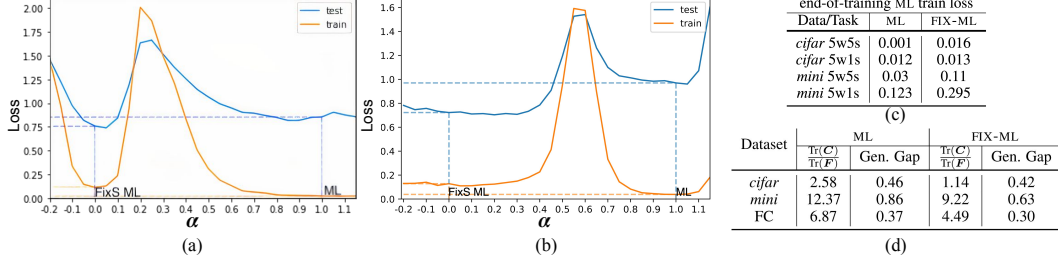 test
train
2.00
1.75
1.50
1.25
1.00
0.75
0.50
0.25
0.00
Loss
FixS ML
ML
-0.2 -0.1 0.0 0.1 0.2 0.3 0.4 0.5 0.6 0.7 0.8 0.9 1.0 1.1
α
(a)
test
train
1.6
1.4
1.2
1.0
0.8
0.6
0.4
0.2
0.0
Loss
FixS ML
ML
-0.2 -0.1 0.0 0.1 0.2 0.3 0.4 0.5 0.6 0.7 0.8 0.9 1.0 1.1
α
(b)
end-of-training ML train loss
Data/Task ML FIX-ML
cifar 5w5s 0.001 0.016
cifar 5w1s 0.012 0.013
mini 5w5s 0.03 0.11
mini 5w1s 0.123 0.295
(c)
ML FIX-ML
Dataset Tr(C)/Tr(F) Gen. Gap Tr(C)/Tr(F) Gen. Gap
cifar 2.58 0.46 1.14 0.42
mini 12.37 0.86 9.22 0.63
FC 6.87 0.37 4.49 0.30
(d)